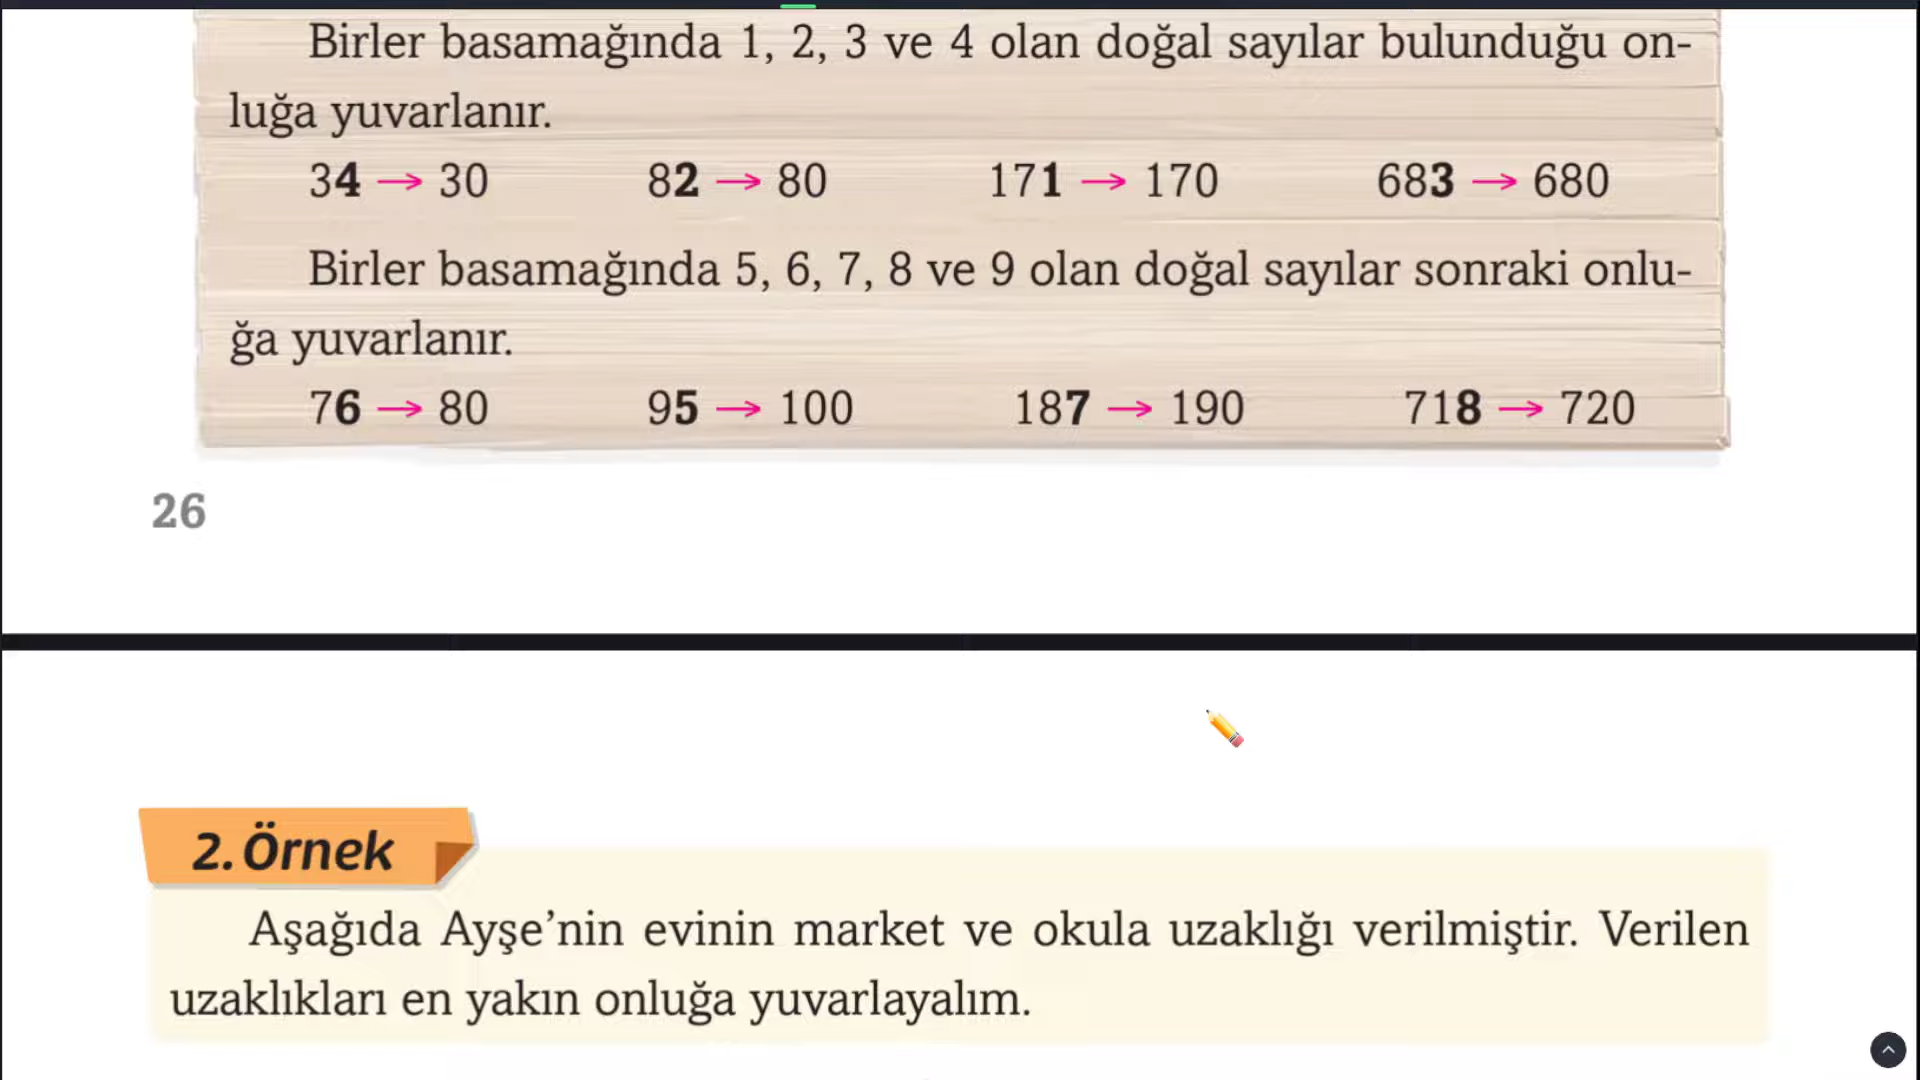 Birler basamağında 1, 2, 3 ve 4 olan doğal sayılar bulunduğu on-
luğa yuvarlanır.
34 → 30 82 → 80 171 → 170 683 → 680
Birler basamağında 5, 6, 7, 8 ve 9 olan doğal sayılar sonraki onlu-
ğa yuvarlanır.
76 → 80 95 → 100 187 → 190 718 → 720
26
2. Örnek
Aşağıda Ayşe’nin evinin market ve okula uzaklığı verilmiştir. Verilen
uzaklıkları en yakın onluğa yuvarlayalım.